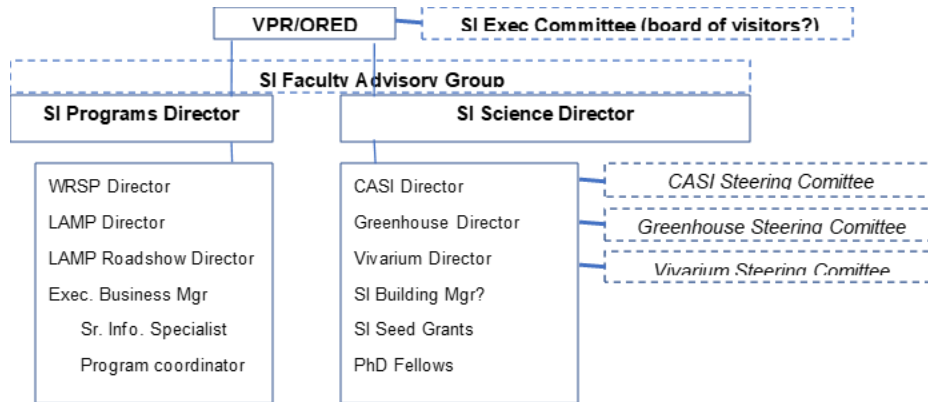 VPR/ORED
SI Exec Committee (board of visitors?)
SI Faculty Advisory Group
SI Programs Director
SI Science Director
WRSP Director
LAMP Director
LAMP Roadshow Director
Exec. Business Mgr
Sr. Info. Specialist
Program coordinator
CASI Director
Greenhouse Director
Vivarium Director
SI Building Mgr?
SI Seed Grants
PhD Fellows
CASI Steering Comittee
Greenhouse Steering Comittee
Vivarium Steering Comittee